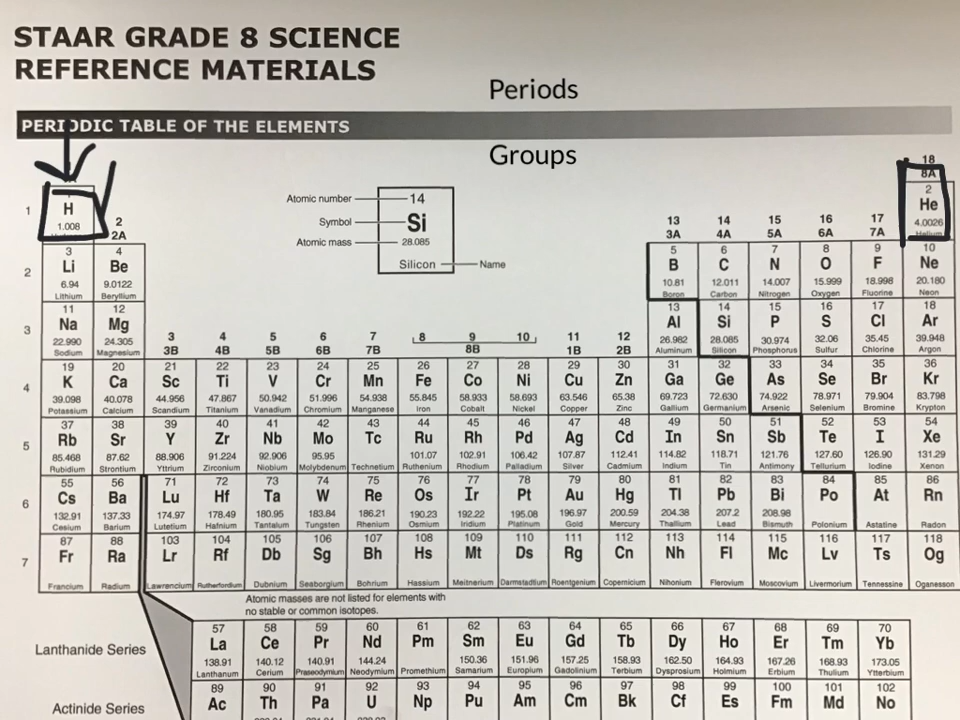 STAAR GRADE 8 SCIENCE
REFERENCE MATERIALS
Periods
PERIODIC TABLE OF THE ELEMENTS
Groups
18
8A
1 H 1.008
2 He 4.0026 Helium
Atomic number 14
Symbol Si
Atomic mass 28.085
Silicon Name
1
2 2A
13 3A
14 4A
15 5A
16 6A
17 7A
2
3 Li 6.94 Lithium
4 Be 9.0122 Beryllium
5 B 10.81 Boron
6 C 12.011 Carbon
7 N 14.007 Nitrogen
8 O 15.999 Oxygen
9 F 18.998 Fluorine
10 Ne 20.180 Neon
3
11 Na 22.990 Sodium
12 Mg 24.305 Magnesium
3 3B
4 4B
5 5B
6 6B
7 7B
8 9 10
8B
11 1B
12 2B
13 Al 26.982 Aluminum
14 Si 28.085 Silicon
15 P 30.974 Phosphorus
16 S 32.06 Sulfur
17 Cl 35.45 Chlorine
18 Ar 39.948 Argon
4
19 K 39.098 Potassium
20 Ca 40.078 Calcium
21 Sc 44.956 Scandium
22 Ti 47.867 Titanium
23 V 50.942 Vanadium
24 Cr 51.996 Chromium
25 Mn 54.938 Manganese
26 Fe 55.845 Iron
27 Co 58.933 Cobalt
28 Ni 58.693 Nickel
29 Cu 63.546 Copper
30 Zn 65.38 Zinc
31 Ga 69.723 Gallium
32 Ge 72.630 Germanium
33 As 74.922 Arsenic
34 Se 78.971 Selenium
35 Br 79.904 Bromine
36 Kr 83.798 Krypton
5
37 Rb 85.468 Rubidium
38 Sr 87.62 Strontium
39 Y 88.906 Yttrium
40 Zr 91.224 Zirconium
41 Nb 92.906 Niobium
42 Mo 95.95 Molybdenum
43 Tc Technetium
44 Ru 101.07 Ruthenium
45 Rh 102.91 Rhodium
46 Pd 106.42 Palladium
47 Ag 107.87 Silver
48 Cd 112.41 Cadmium
49 In 114.82 Indium
50 Sn 118.71 Tin
51 Sb 121.76 Antimony
52 Te 127.60 Tellurium
53 I 126.90 Iodine
54 Xe 131.29 Xenon
6
55 Cs 132.91 Cesium
56 Ba 137.33 Barium
71 Lu 174.97 Lutetium
72 Hf 178.49 Hafnium
73 Ta 180.95 Tantalum
74 W 183.84 Tungsten
75 Re 186.21 Rhenium
76 Os 190.23 Osmium
77 Ir 192.22 Iridium
78 Pt 195.08 Platinum
79 Au 196.97 Gold
80 Hg 200.59 Mercury
81 Tl 204.38 Thallium
82 Pb 207.2 Lead
83 Bi 208.98 Bismuth
84 Po Polonium
85 At Astatine
86 Rn Radon
7
87 Fr Francium
88 Ra Radium
103 Lr Lawrencium
104 Rf Rutherfordium
105 Db Dubnium
106 Sg Seaborgium
107 Bh Bohrium
108 Hs Hassium
109 Mt Meitnerium
110 Ds Darmstadtium
111 Rg Roentgenium
112 Cn Copernicium
113 Nh Nihonium
114 Fl Flerovium
115 Mc Moscovium
116 Lv Livermorium
117 Ts Tennessine
118 Og Oganesson
Atomic masses are not listed for elements with
no stable or common isotopes.
Lanthanide Series
57 La 138.91 Lanthanum
58 Ce 140.12 Cerium
59 Pr 140.91 Praseodymium
60 Nd 144.24 Neodymium
61 Pm Promethium
62 Sm 150.36 Samarium
63 Eu 151.96 Europium
64 Gd 157.25 Gadolinium
65 Tb 158.93 Terbium
66 Dy 162.50 Dysprosium
67 Ho 164.93 Holmium
68 Er 167.26 Erbium
69 Tm 168.93 Thulium
70 Yb 173.05 Ytterbium
Actinide Series
89 Ac
90 Th
91 Pa
92 U
93 Np
94 Pu
95 Am
96 Cm
97 Bk
98 Cf
99 Es
100 Fm
101 Md
102 No